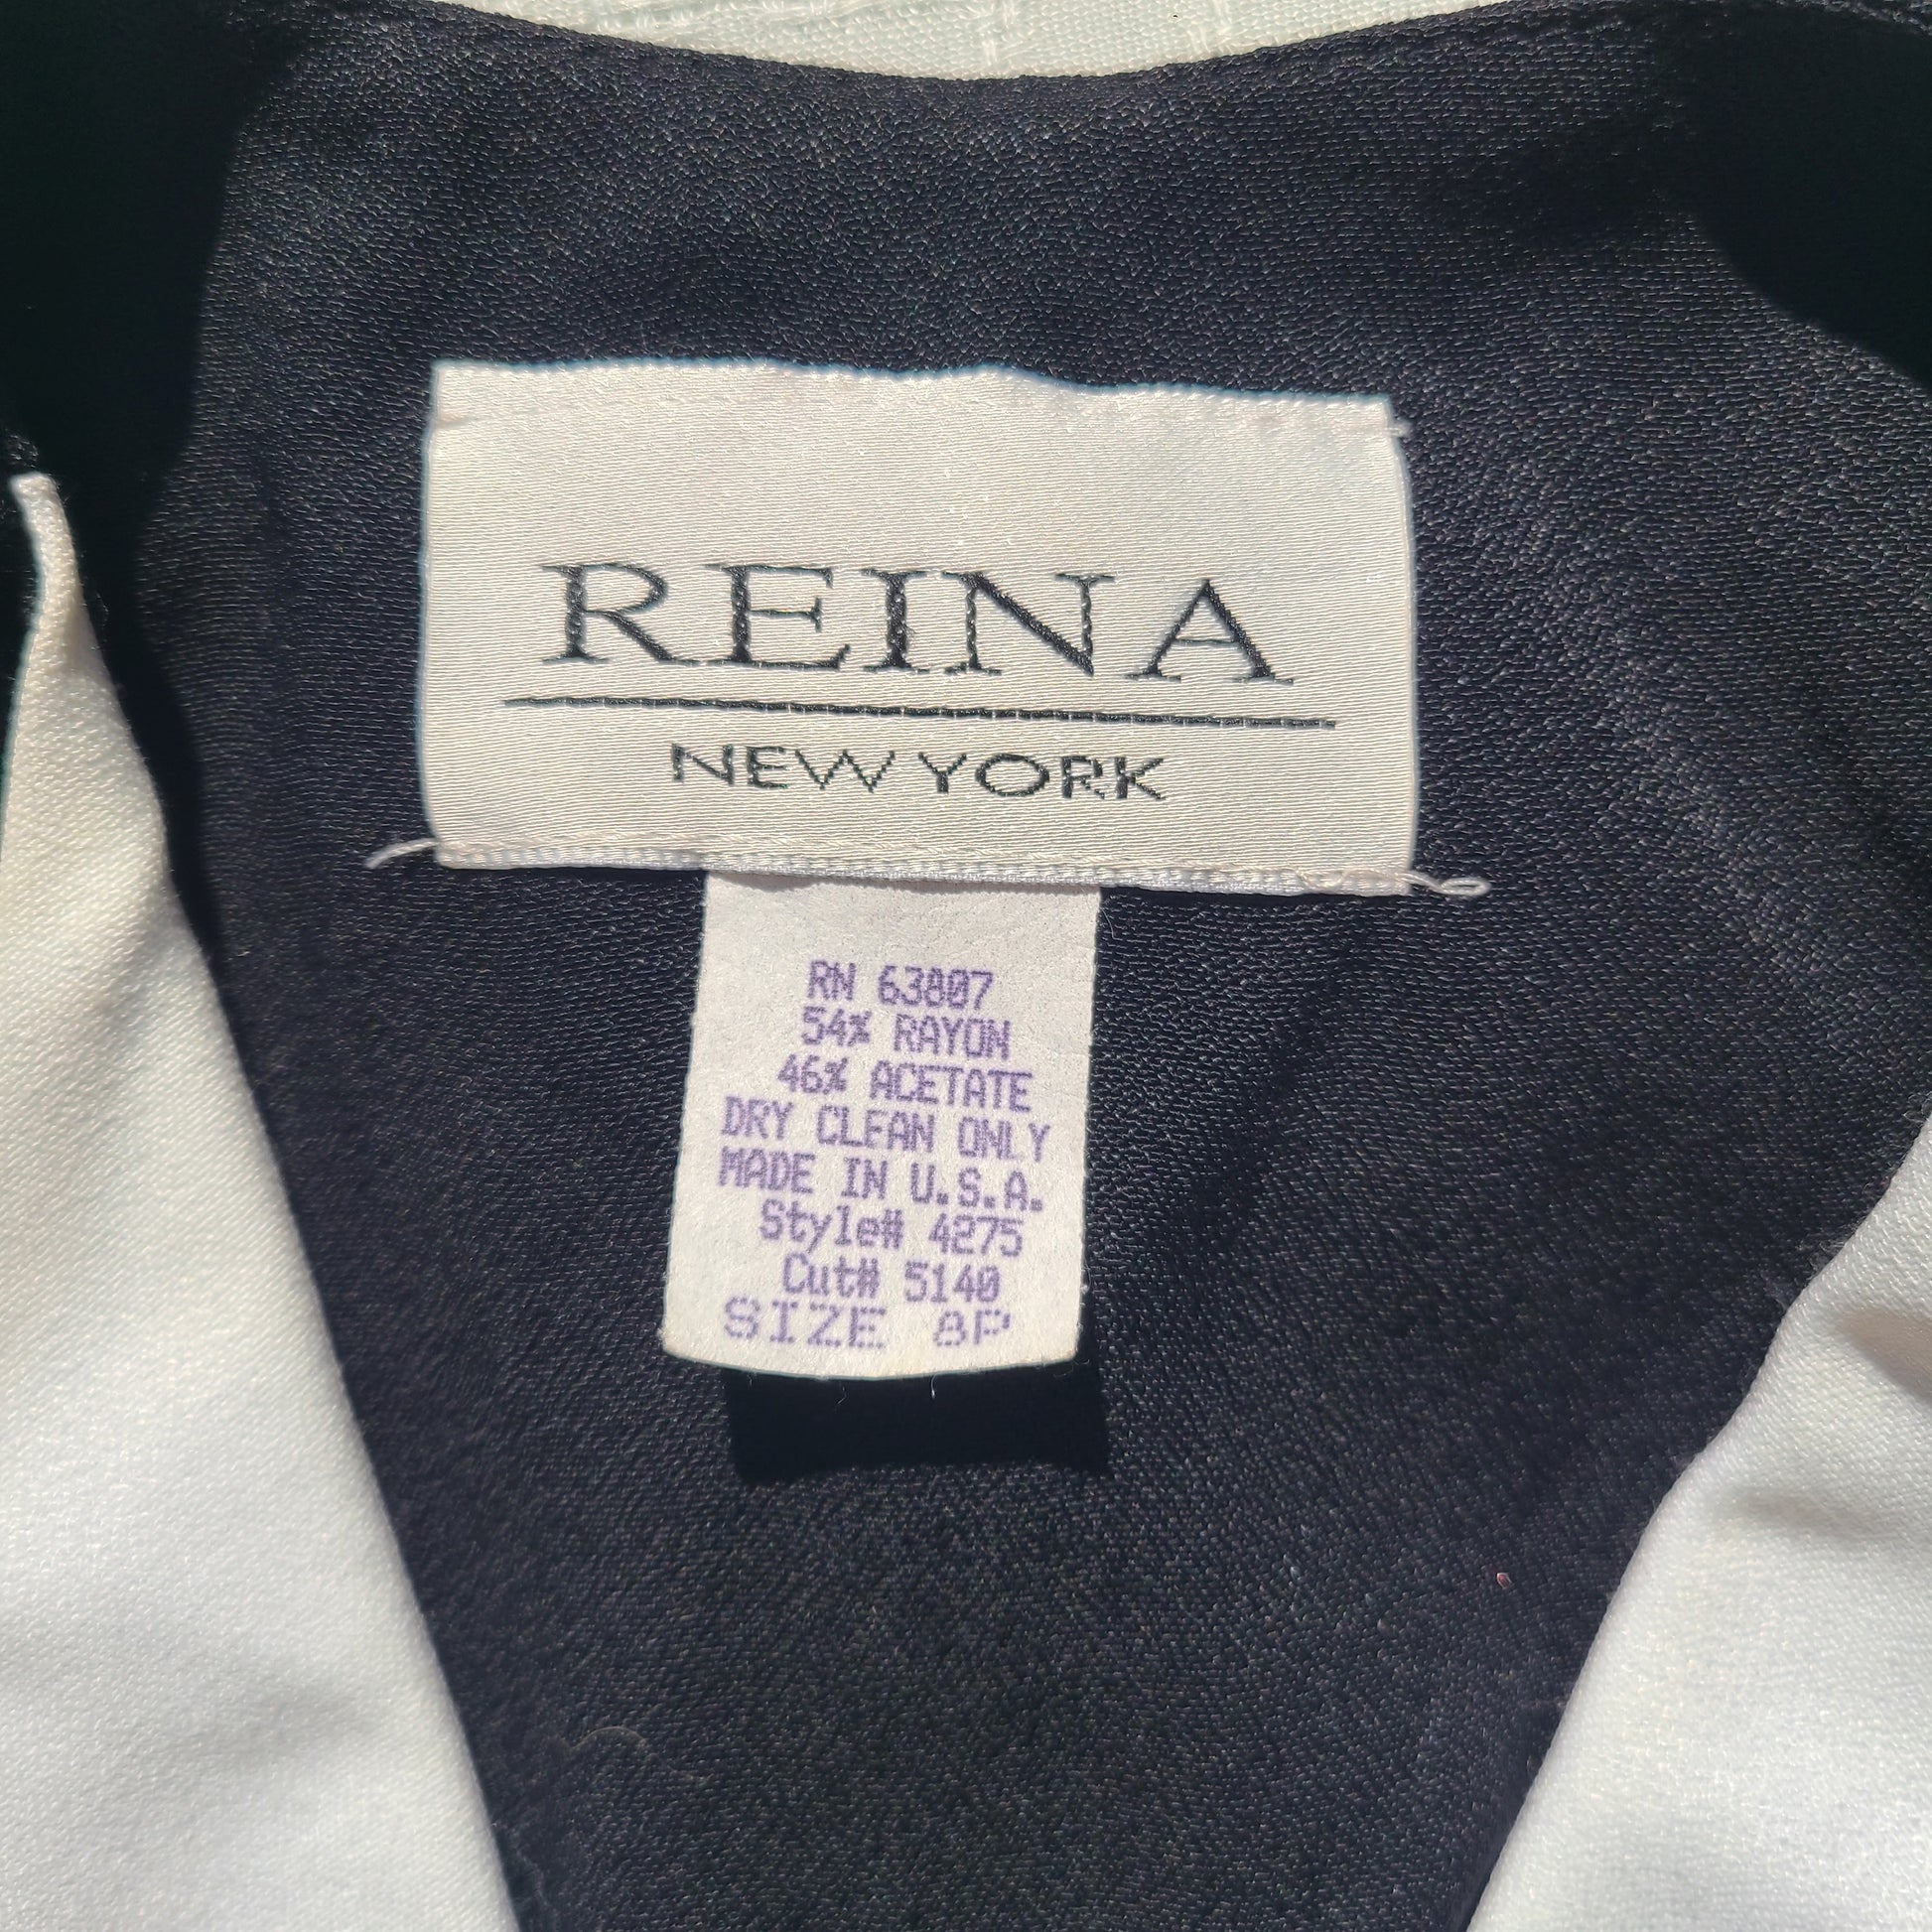 REINA
NEW YORK
RN 63807
54% RAYON
46% ACETATE
DRY CLEAN ONLY
MADE IN U.S.A.
Style# 4275
Cut# 5140
SIZE 8P